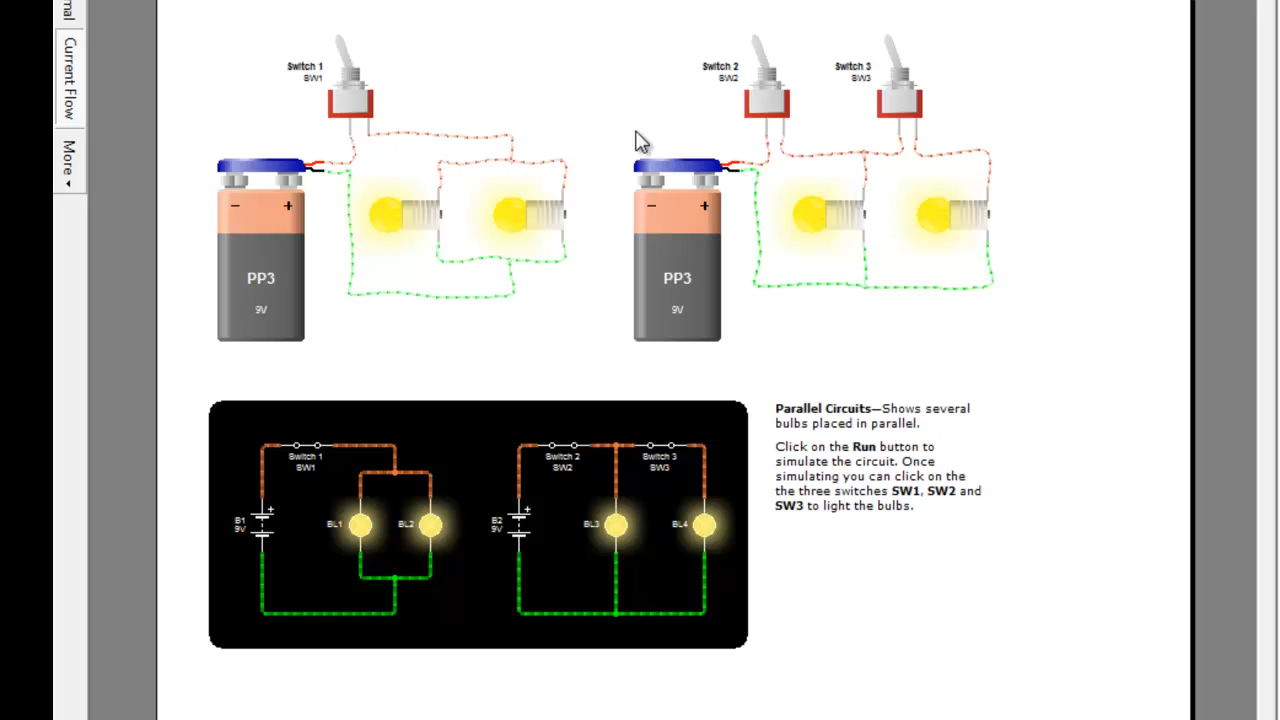 mal
Current Flow
More
Switch 1
SW1
Switch 2
SW2
Switch 3
SW3
− +
PP3
9V
− +
PP3
9V
Switch 1
SW1
B1
9V
+
BL1
BL2
Switch 2
SW2
Switch 3
SW3
B2
9V
+
BL3
BL4
Parallel Circuits—Shows several
bulbs placed in parallel.
Click on the Run button to
simulate the circuit. Once
simulating you can click on the
the three switches SW1, SW2 and
SW3 to light the bulbs.